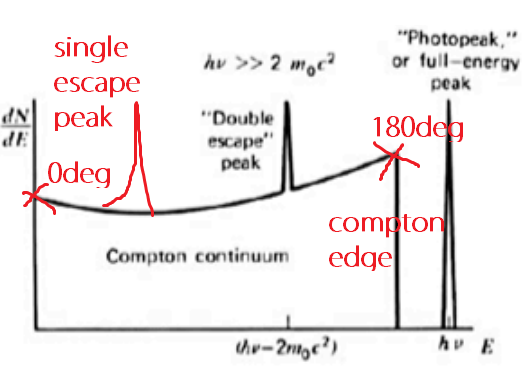 single
escape
peak
hν >> 2 m₀c²
"Photopeak,"
or full-energy
peak
dN
dE
"Double
escape"
peak
180deg
0deg
compton
edge
Compton continuum
(hν−2m₀c²)
hν
E